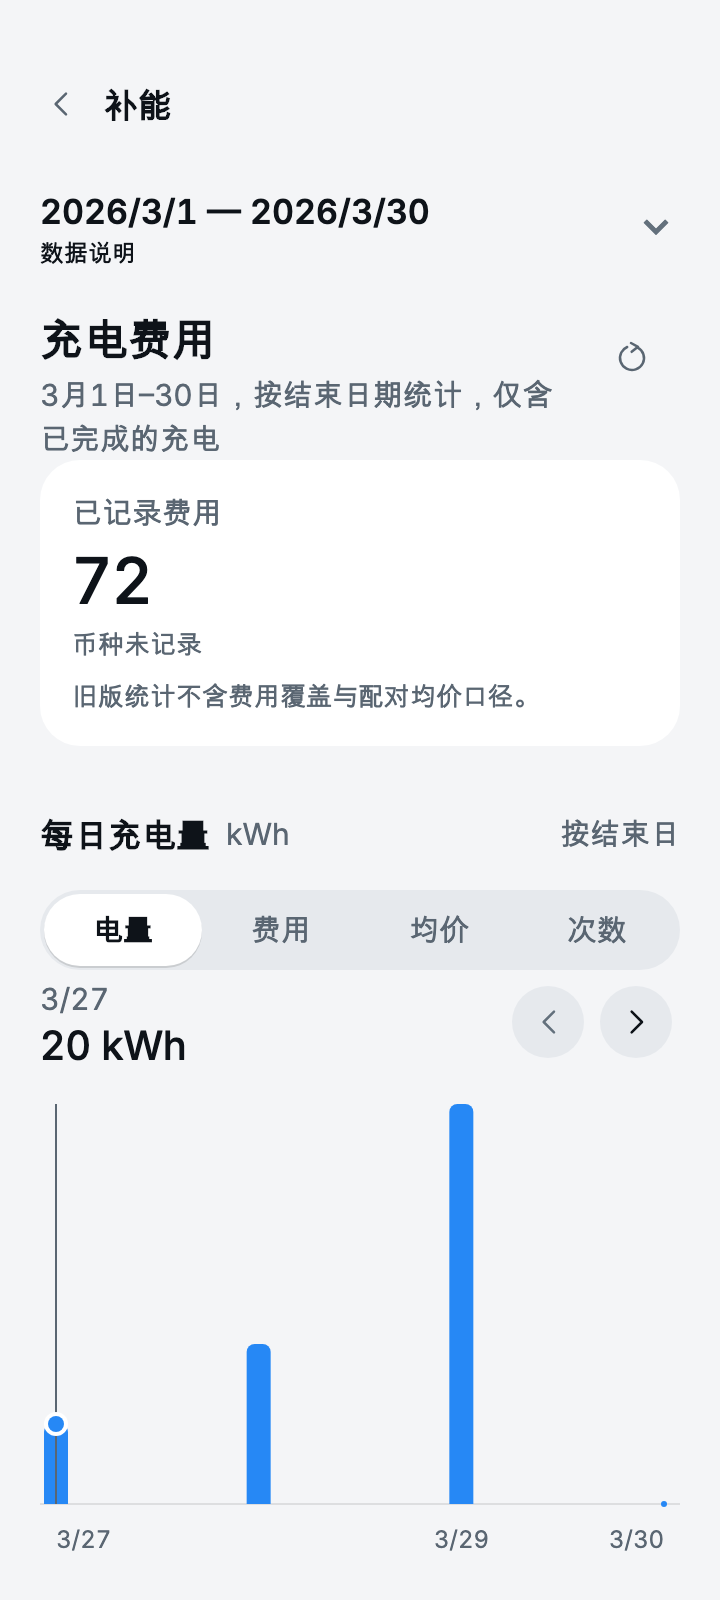 补能
2026/3/1 — 2026/3/30
数据说明
充电费用
3月1日–30日，按结束日期统计，仅含
已完成的充电
已记录费用
72
币种未记录
旧版统计不含费用覆盖与配对均价口径。
每日充电量 kWh 按结束日
电量 费用 均价 次数
3/27
20 kWh
3/27 3/29 3/30